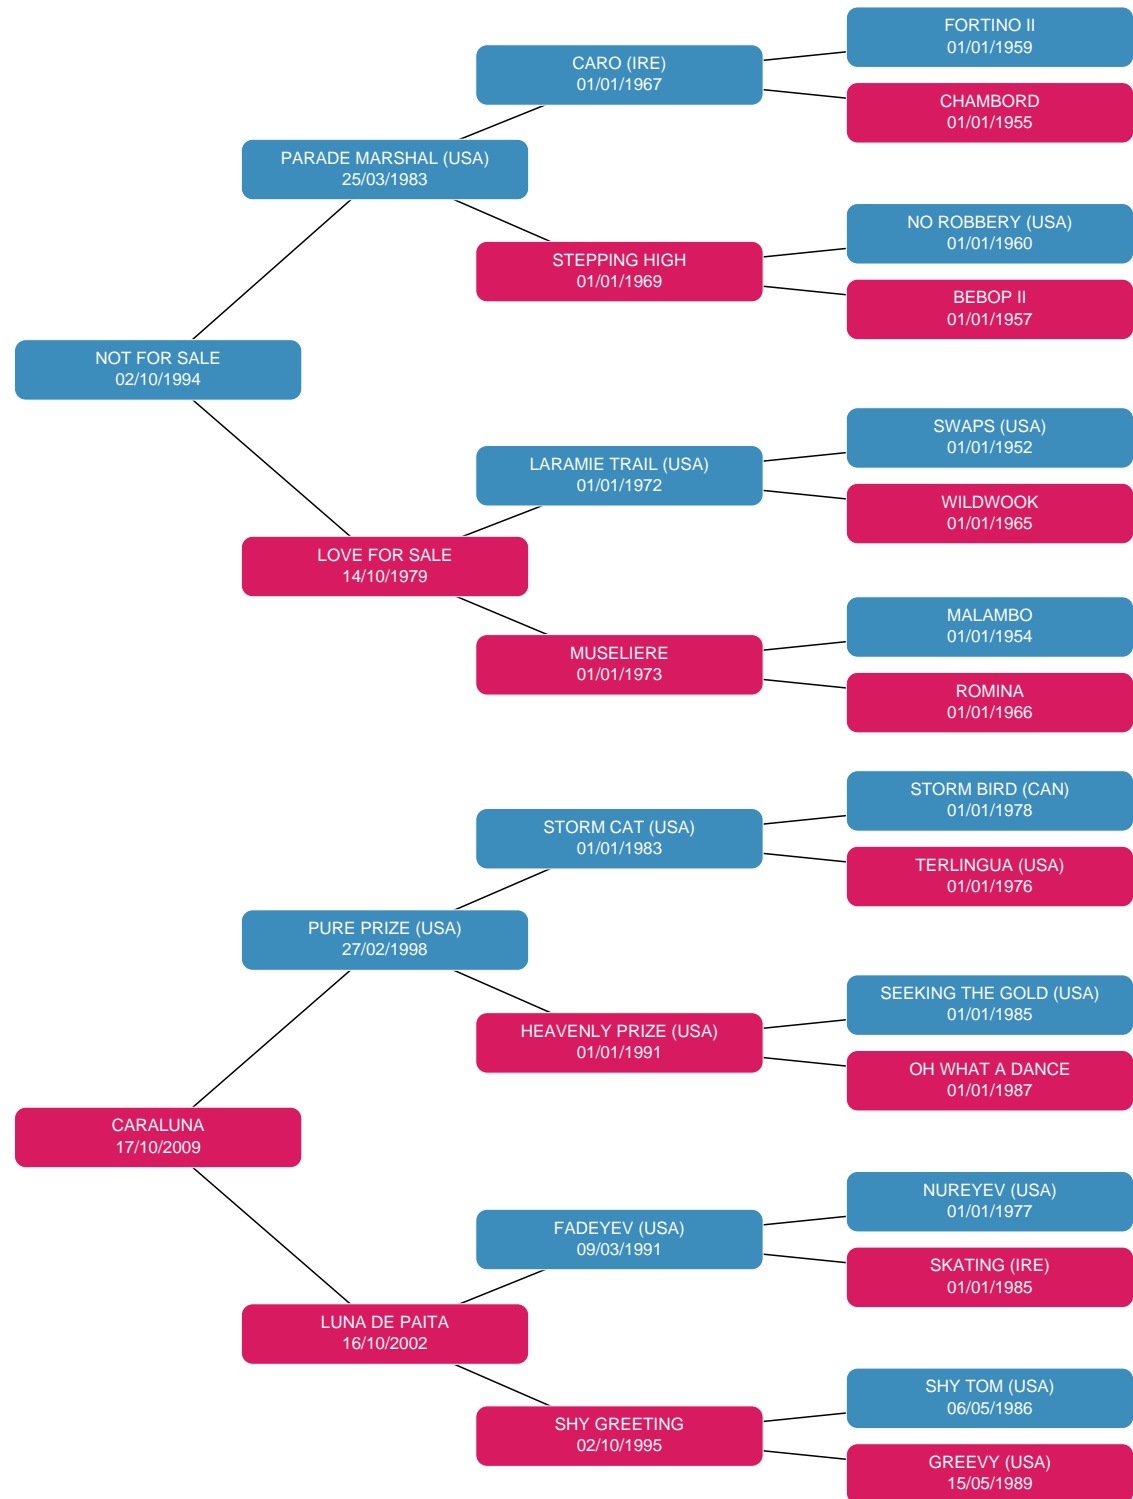 FORTINO II
01/01/1959
CARO (IRE)
01/01/1967
CHAMBORD
01/01/1955
PARADE MARSHAL (USA)
25/03/1983
NO ROBBERY (USA)
01/01/1960
STEPPING HIGH
01/01/1969
BEBOP II
01/01/1957
NOT FOR SALE
02/10/1994
SWAPS (USA)
01/01/1952
LARAMIE TRAIL (USA)
01/01/1972
WILDWOOK
01/01/1965
LOVE FOR SALE
14/10/1979
MALAMBO
01/01/1954
MUSELIERE
01/01/1973
ROMINA
01/01/1966
STORM BIRD (CAN)
01/01/1978
STORM CAT (USA)
01/01/1983
TERLINGUA (USA)
01/01/1976
PURE PRIZE (USA)
27/02/1998
SEEKING THE GOLD (USA)
01/01/1985
HEAVENLY PRIZE (USA)
01/01/1991
OH WHAT A DANCE
01/01/1987
CARALUNA
17/10/2009
NUREYEV (USA)
01/01/1977
FADEYEV (USA)
09/03/1991
SKATING (IRE)
01/01/1985
LUNA DE PAITA
16/10/2002
SHY TOM (USA)
06/05/1986
SHY GREETING
02/10/1995
GREEVY (USA)
15/05/1989